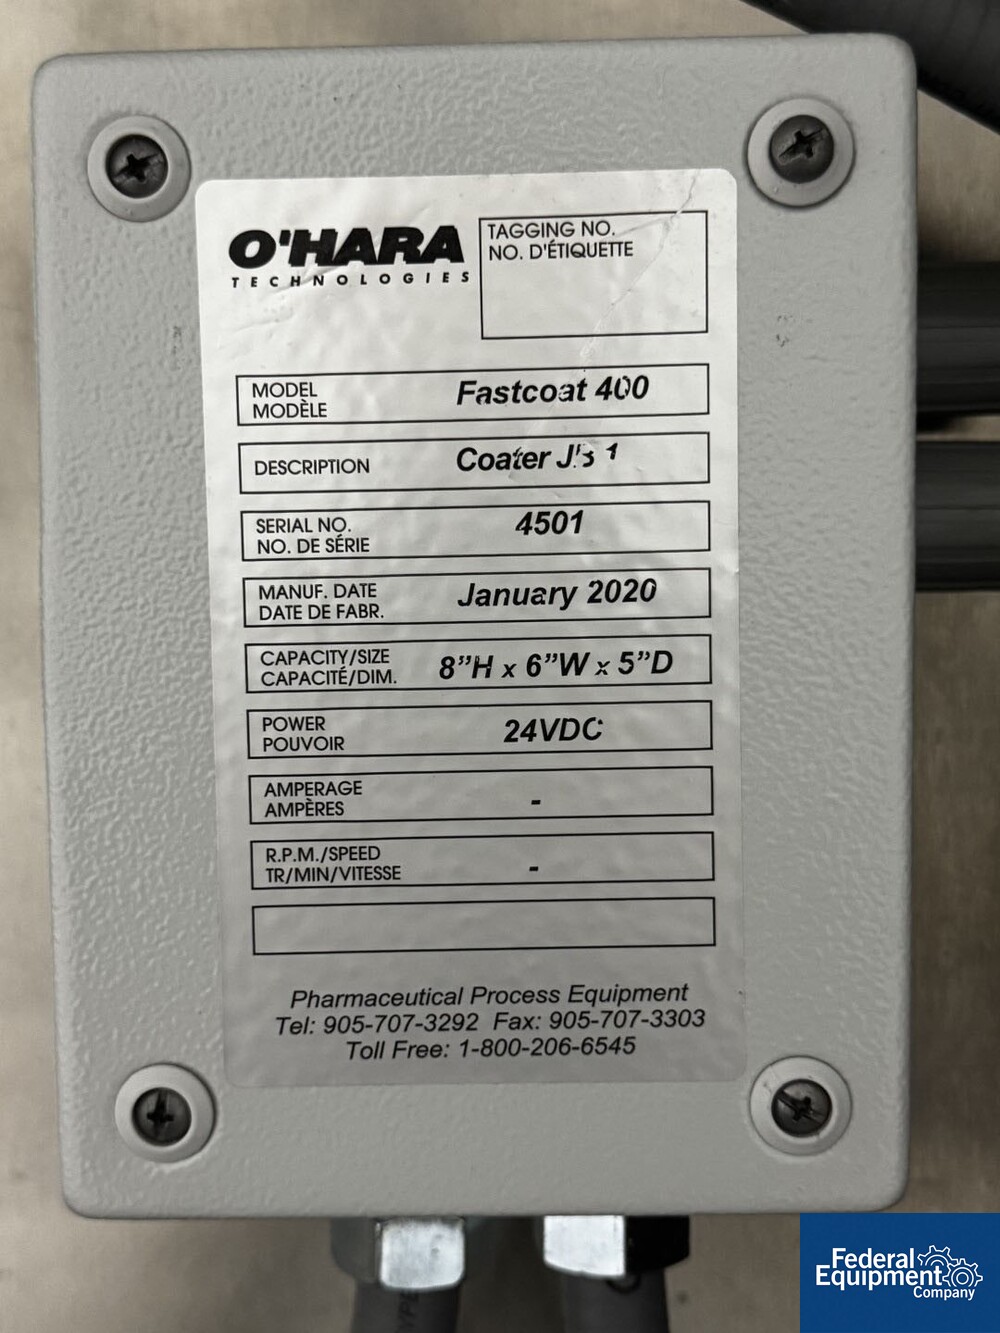 O'HARA
TECHNOLOGIES
TAGGING NO.
NO. D'ÉTIQUETTE
MODEL
MODÈLE
Fastcoat 400
DESCRIPTION
Coater
SERIAL NO.
NO. DE SÉRIE
4501
MANUF. DATE
DATE DE FABR.
January 2020
CAPACITY/SIZE
CAPACITÉ/DIM.
8”H x 6”W x 5”D
POWER
POUVOIR
24VDC
AMPERAGE
AMPÈRES
-
R.P.M./SPEED
TR/MIN/VITESSE
-
Pharmaceutical Process Equipment
Tel: 905-707-3292 Fax: 905-707-3303
Toll Free: 1-800-206-6545
Federal
Equipment
Company